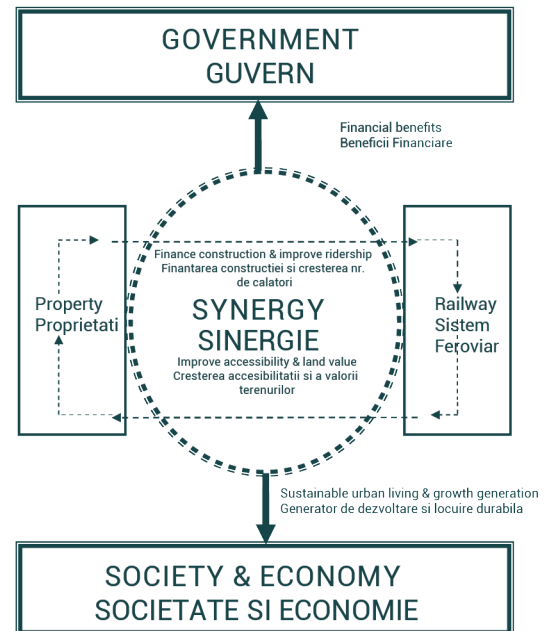 GOVERNMENT
GUVERN
Financial benefits
Beneficii Financiare
Finance construction & improve ridership
Finantarea constructiei si cresterea nr.
de calatori
Property
Proprietati
SYNERGY
SINERGIE
Railway
Sistem
Feroviar
Improve accessibility & land value
Cresterea accesibilitatii si a valorii
terenurilor
Sustainable urban living & growth generation
Generator de dezvoltare si locuire durabila
SOCIETY & ECONOMY
SOCIETATE SI ECONOMIE